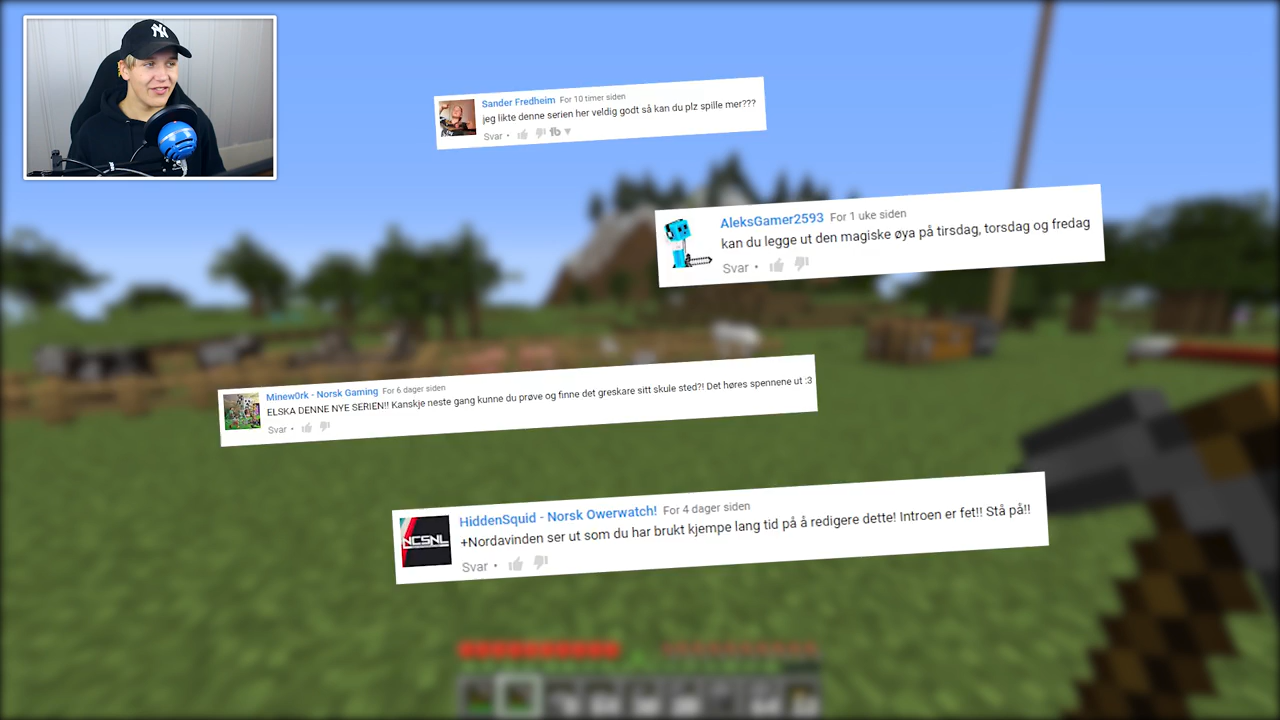 NY
Sander Fredheim For 10 timer siden
jeg likte denne serien her veldig godt så kan du plz spille mer???
Svar •
AleksGamer2593 For 1 uke siden
kan du legge ut den magiske øya på tirsdag, torsdag og fredag
Svar •
Minew0rk - Norsk Gaming For 6 dager siden
ELSKA DENNE NYE SERIEN!! Kanskje neste gang kunne du prøve og finne det greskare sitt skule sted?! Det høres spennene ut :3
Svar •
HiddenSquid - Norsk Owerwatch! For 4 dager siden
+Nordavinden ser ut som du har brukt kjempe lang tid på å redigere dette! Introen er fet!! Stå på!!
NCSNL
Svar •